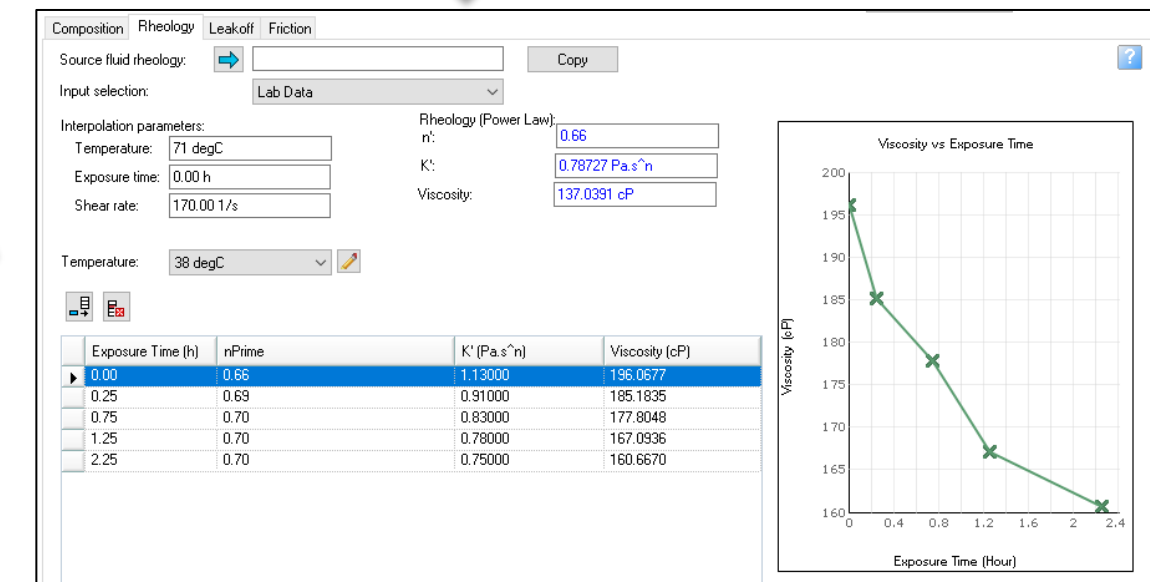 Composition Rheology Leakoff Friction
Source fluid rheology: Copy
?
Input selection: Lab Data
Interpolation parameters:
Temperature: 71 degC
Exposure time: 0.00 h
Shear rate: 170.00 1/s
Rheology (Power Law):
n': 0.66
K': 0.78727 Pa.s^n
Viscosity: 137.0391 cP
Temperature: 38 degC
Exposure Time (h) nPrime K' (Pa.s^n) Viscosity (cP)
0.00 0.66 1.13000 196.0677
0.25 0.69 0.91000 185.1835
0.75 0.70 0.83000 177.8048
1.25 0.70 0.78000 167.0936
2.25 0.70 0.75000 160.6670
Viscosity vs Exposure Time
Viscosity (cP)
200
195
190
185
180
175
170
165
160
0 0.4 0.8 1.2 1.6 2 2.4
Exposure Time (Hour)